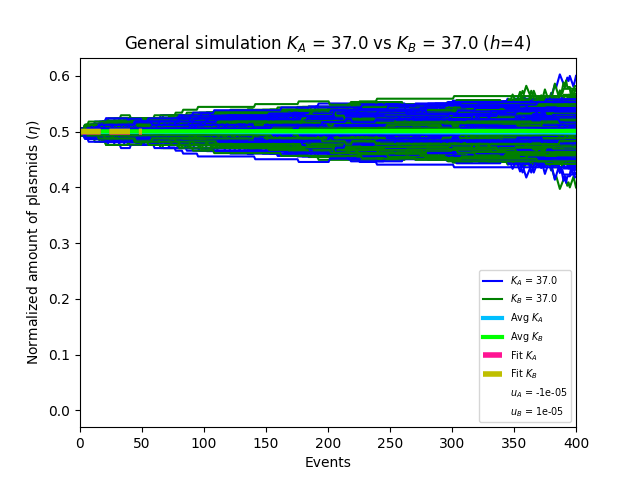 General simulation K_A = 37.0 vs K_B = 37.0 (h=4)
0.6
0.5
0.4
0.3
0.2
0.1
0.0
Normalized amount of plasmids (η)
K_A = 37.0
K_B = 37.0
Avg K_A
Avg K_B
Fit K_A
Fit K_B
u_A = -1e-05
u_B = 1e-05
0 50 100 150 200 250 300 350 400
Events